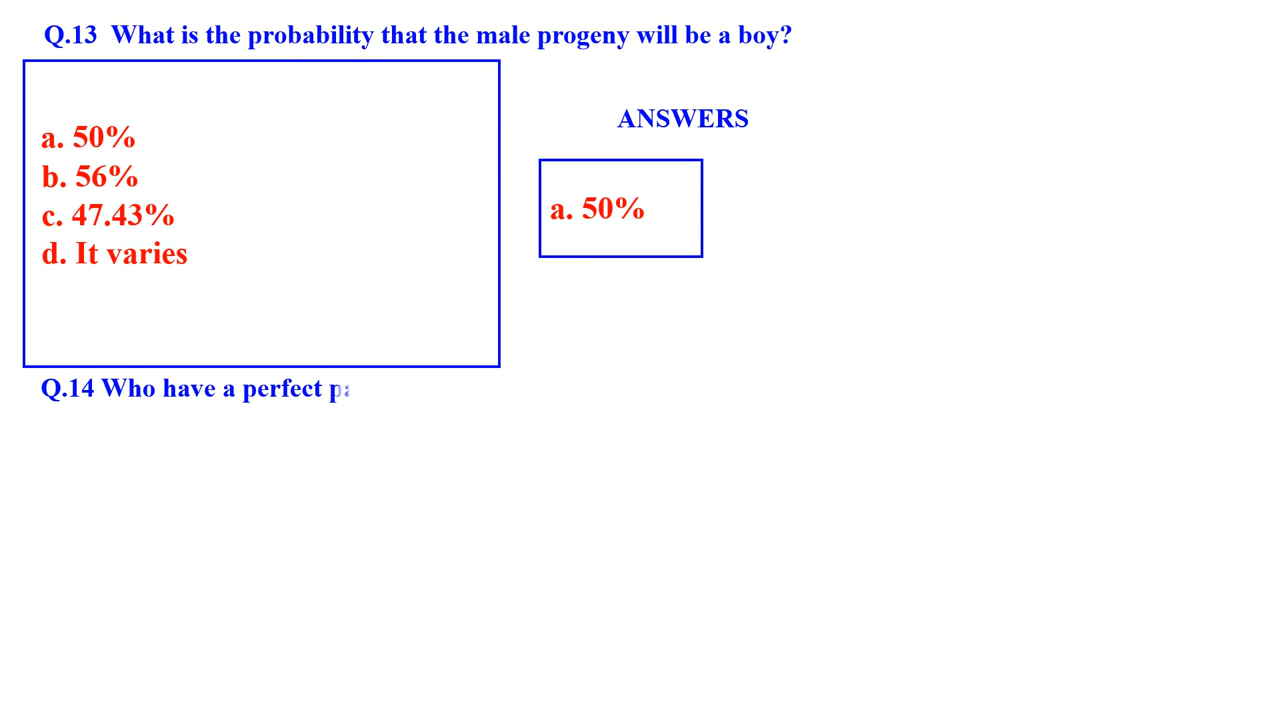 Q.13 What is the probability that the male progeny will be a boy?
a. 50%
b. 56%
c. 47.43%
d. It varies
ANSWERS
a. 50%
Q.14 Who have a perfect